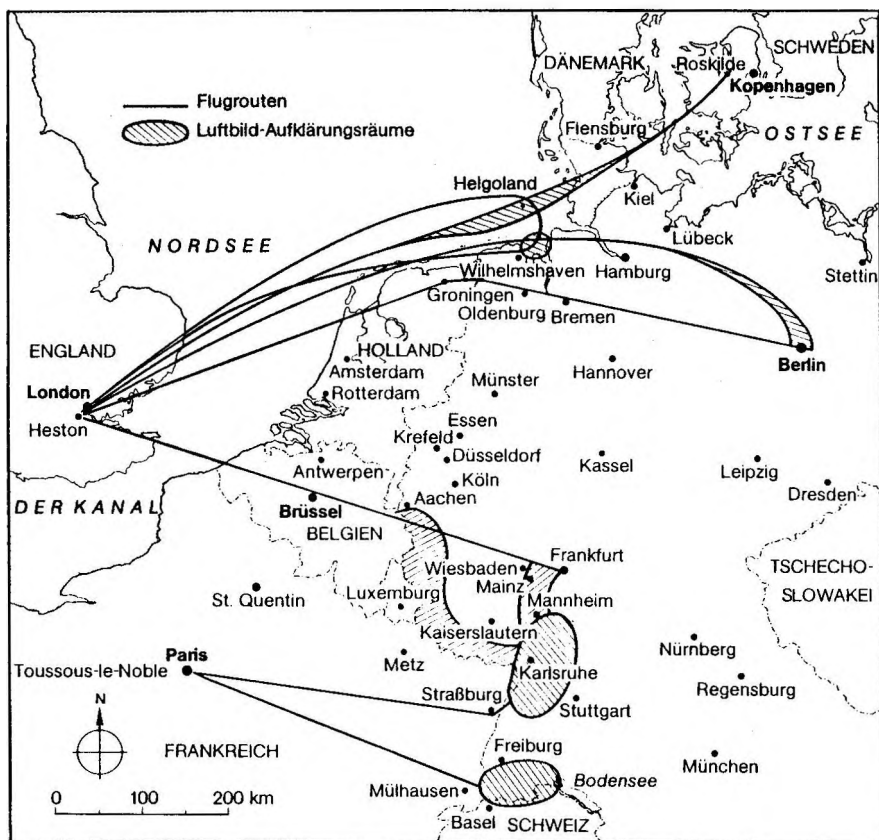 SCHWEDEN
DÄNEMARK
Roskilde
Kopenhagen
Flugrouten
Luftbild-Aufklärungsräume
Flensburg
OSTSEE
Helgoland
Kiel
NORDSEE
Lübeck
Wilhelmshaven
Hamburg
Stettin
Groningen
Oldenburg
Bremen
ENGLAND
HOLLAND
Amsterdam
Hannover
Berlin
London
Rotterdam
Münster
Heston
Essen
Krefeld
Düsseldorf
Antwerpen
Kassel
Leipzig
Köln
Dresden
DER KANAL
Aachen
Brüssel
BELGIEN
Frankfurt
Wiesbaden
TSCHECHO-
Mainz
SLOWAKEI
St. Quentin
Luxemburg
Mannheim
Kaiserslautern
Nürnberg
Paris
Metz
Karlsruhe
Toussous-le-Noble
Regensburg
Straßburg
Stuttgart
N
FRANKREICH
Freiburg
München
Bodensee
Mülhausen
0 100 200 km
Basel
SCHWEIZ